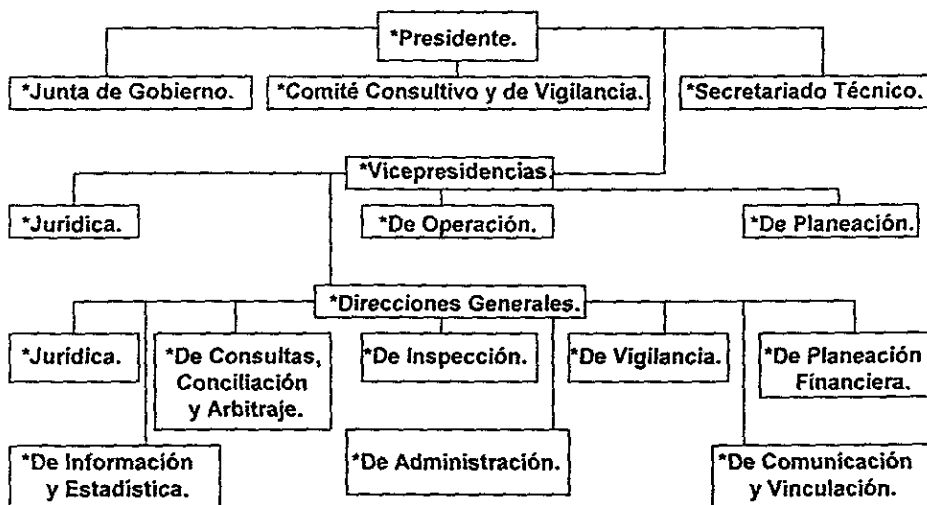 *Presidente.
*Junta de Gobierno.
*Comité Consultivo y de Vigilancia.
*Secretariado Técnico.
*Vicepresidencias.
*Juridica.
*De Operación.
*De Planeación.
*Direcciones Generales.
*Jurídica.
*De Consultas,
Conciliación
y Arbitraje.
*De Inspección.
*De Vigilancia.
*De Planeación
Financiera.
*De Información
y Estadística.
*De Administración.
*De Comunicación
y Vinculación.